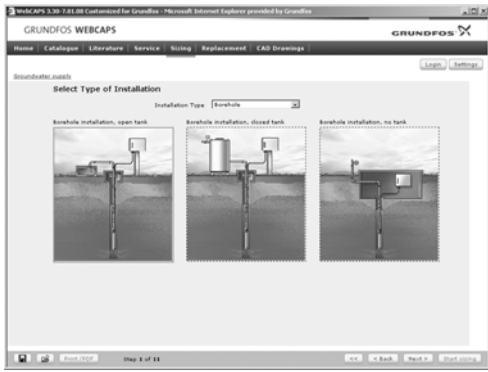 WebCAPS 3.30-7.01.08 Customized for Grundfos - Microsoft Internet Explorer provided by Grundfos
GRUNDFOS WEBCAPS
GRUNDFOS
Home Catalogue Literature Service Sizing Replacement CAD Drawings
Login Settings
Groundwater supply
Select Type of Installation
Installation Type Borehole
Borehole installation, open tank Borehole installation, closed tank Borehole installation, no tank
Print/PDF Step 1 of 11 << < Back Next > Start sizing